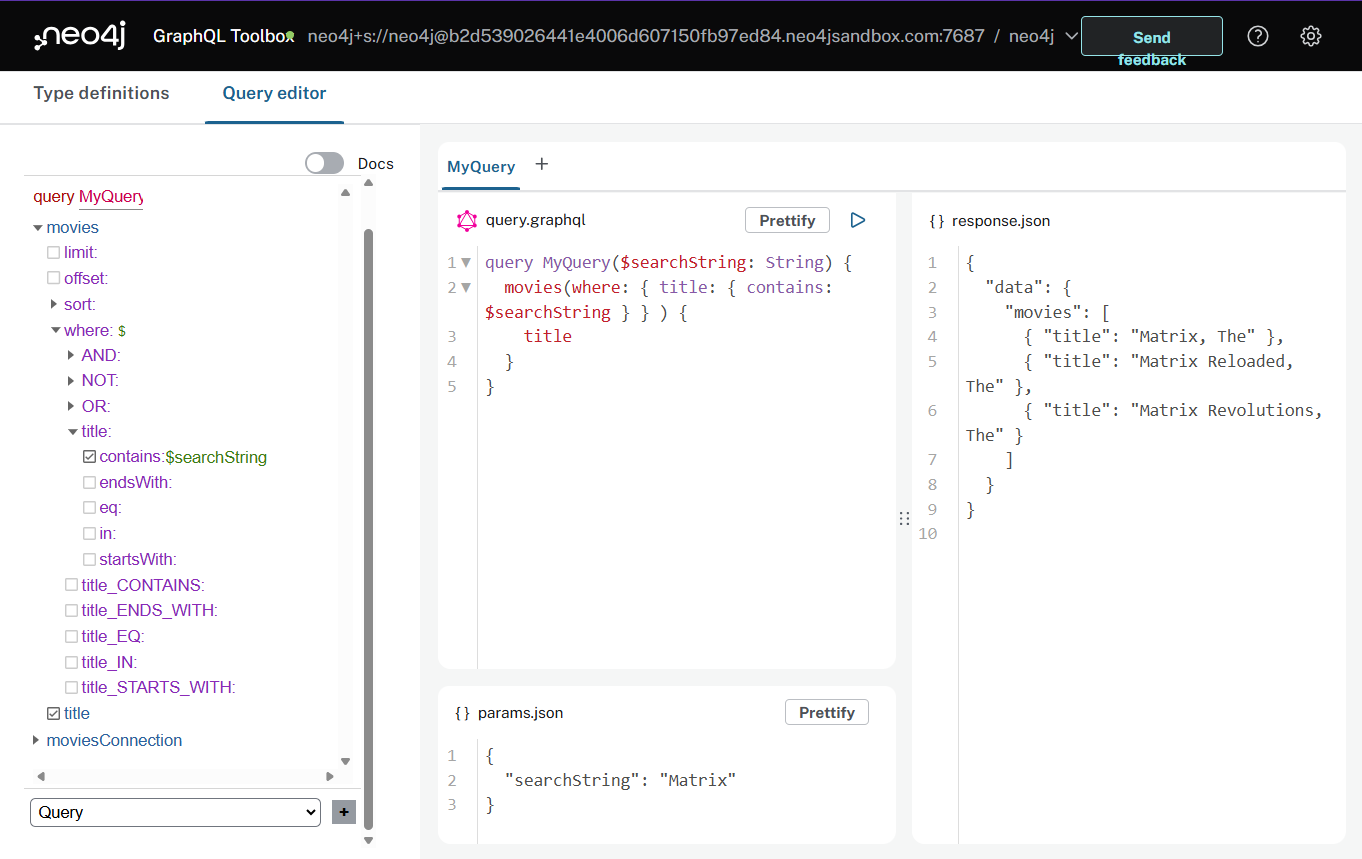 neo4j GraphQL Toolbox neo4j+s://neo4j@b2d539026441e4006d607150fb97ed84.neo4jsandbox.com:7687 / neo4j Send feedback ?
Type definitions Query editor
Docs
query MyQuery
movies
limit:
offset:
sort:
where: $
AND:
NOT:
OR:
title:
contains:$searchString
endsWith:
eq:
in:
startsWith:
title_CONTAINS:
title_ENDS_WITH:
title_EQ:
title_IN:
title_STARTS_WITH:
title
moviesConnection
Query +
MyQuery +
query.graphql Prettify
1 query MyQuery($searchString: String) {
2 movies(where: { title: { contains:
$searchString } } ) {
3 title
4 }
5 }
{} params.json Prettify
1 {
2 "searchString": "Matrix"
3 }
{} response.json
1 {
2 "data": {
3 "movies": [
4 { "title": "Matrix, The" },
5 { "title": "Matrix Reloaded,
The" },
6 { "title": "Matrix Revolutions,
The" }
7 ]
8 }
9 }
10